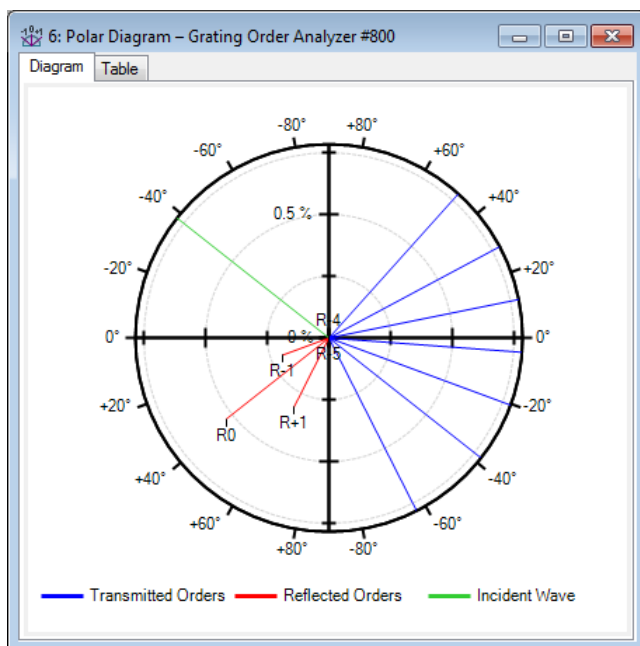 6: Polar Diagram – Grating Order Analyzer #800
Diagram Table
-80° +80°
-60° +60°
-40° 0.5 % +40°
-20° +20°
R-4
0° 0 % 0°
R-5
R-1
+20° R+1 -20°
R0
+40° -40°
+60° -60°
+80° -80°
Transmitted Orders Reflected Orders Incident Wave